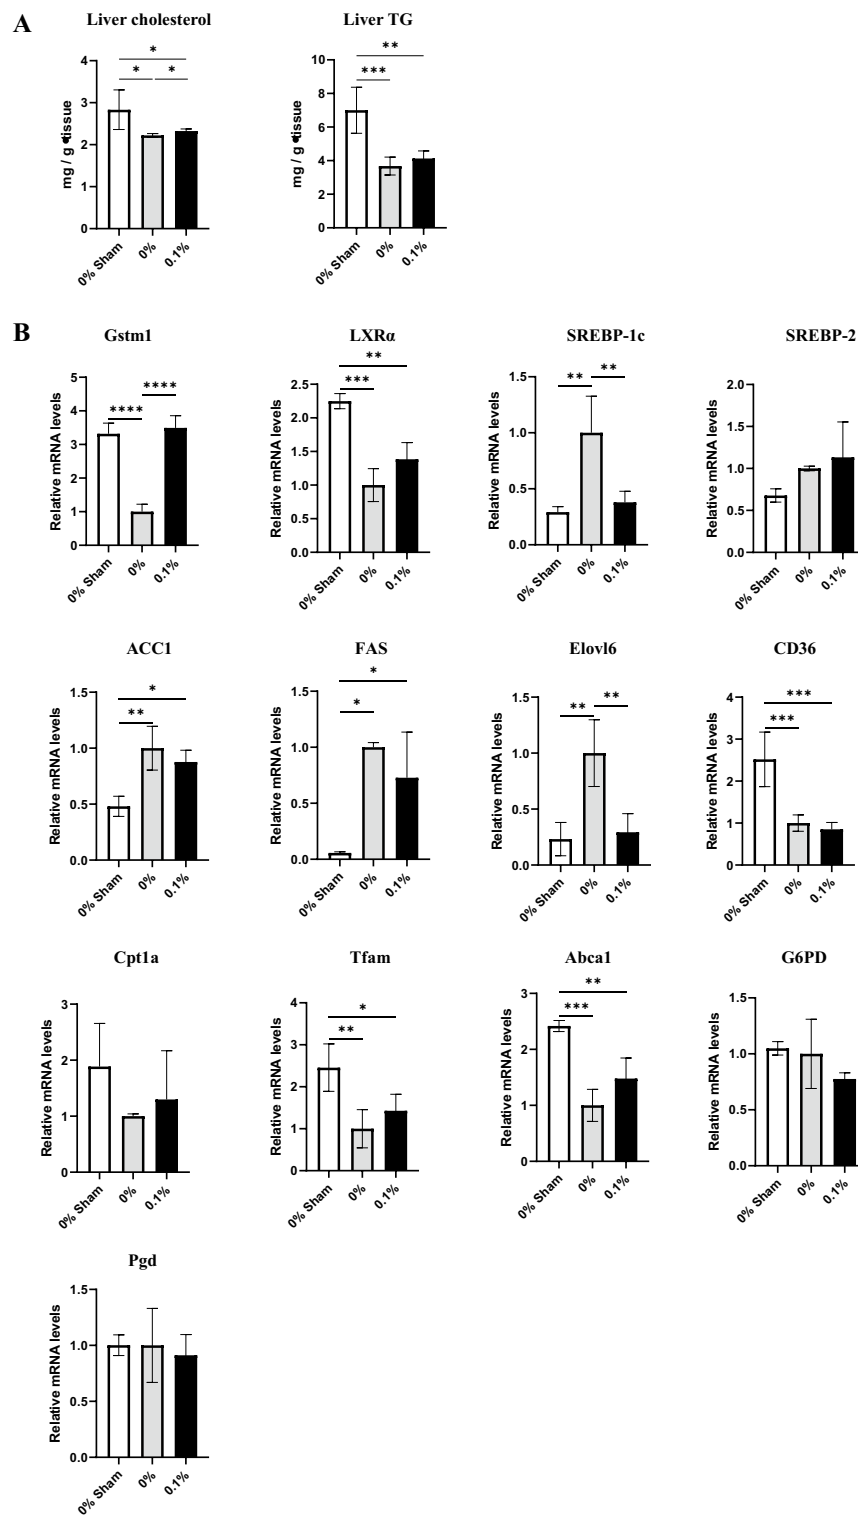 A
Liver cholesterol
Liver TG
mg / g•tissue
4
3
2
1
0
*
*
*
0% Sham
0%
0.1%
mg / g•tissue
10
8
6
4
2
0
**
***
0% Sham
0%
0.1%
B
Gstm1
Relative mRNA levels
5
4
3
2
1
0
****
****
0% Sham
0%
0.1%
LXRα
Relative mRNA levels
2.5
2.0
1.5
1.0
0.5
0.0
**
***
0% Sham
0%
0.1%
SREBP-1c
Relative mRNA levels
1.5
1.0
0.5
0.0
**
**
0% Sham
0%
0.1%
SREBP-2
Relative mRNA levels
2.0
1.5
1.0
0.5
0.0
0% Sham
0%
0.1%
ACC1
Relative mRNA levels
1.5
1.0
0.5
0.0
*
**
0% Sham
0%
0.1%
FAS
Relative mRNA levels
1.5
1.0
0.5
0.0
*
*
0% Sham
0%
0.1%
Elovl6
Relative mRNA levels
1.5
1.0
0.5
0.0
**
**
0% Sham
0%
0.1%
CD36
Relative mRNA levels
4
3
2
1
0
***
***
0% Sham
0%
0.1%
Cpt1a
Relative mRNA levels
3
2
1
0
0% Sham
0%
0.1%
Tfam
Relative mRNA levels
4
3
2
1
0
*
**
0% Sham
0%
0.1%
Abca1
Relative mRNA levels
3
2
1
0
**
***
0% Sham
0%
0.1%
G6PD
Relative mRNA levels
1.5
1.0
0.5
0.0
0% Sham
0%
0.1%
Pgd
Relative mRNA levels
1.5
1.0
0.5
0.0
0% Sham
0%
0.1%